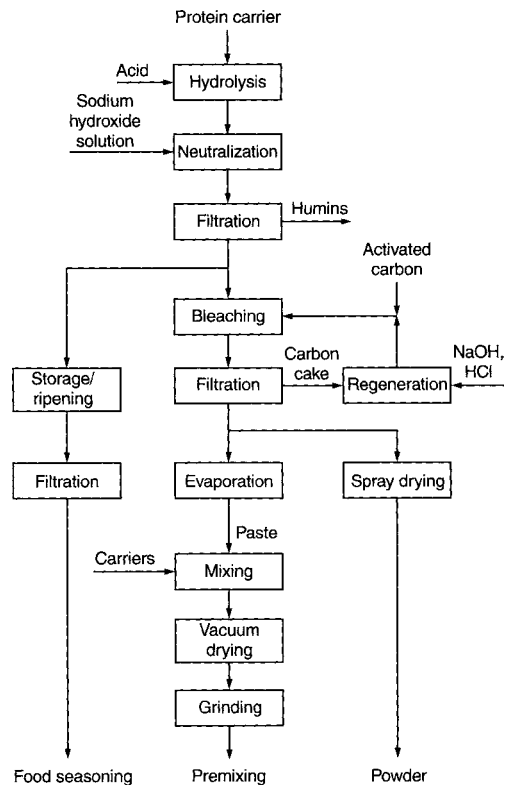 Protein carrier
Acid
Hydrolysis
Sodium
hydroxide
solution
Neutralization
Filtration
Humins
Activated
carbon
Bleaching
Storage/
ripening
Filtration
Carbon
cake
Regeneration
NaOH,
HCl
Filtration
Evaporation
Spray drying
Paste
Carriers
Mixing
Vacuum
drying
Grinding
Food seasoning
Premixing
Powder